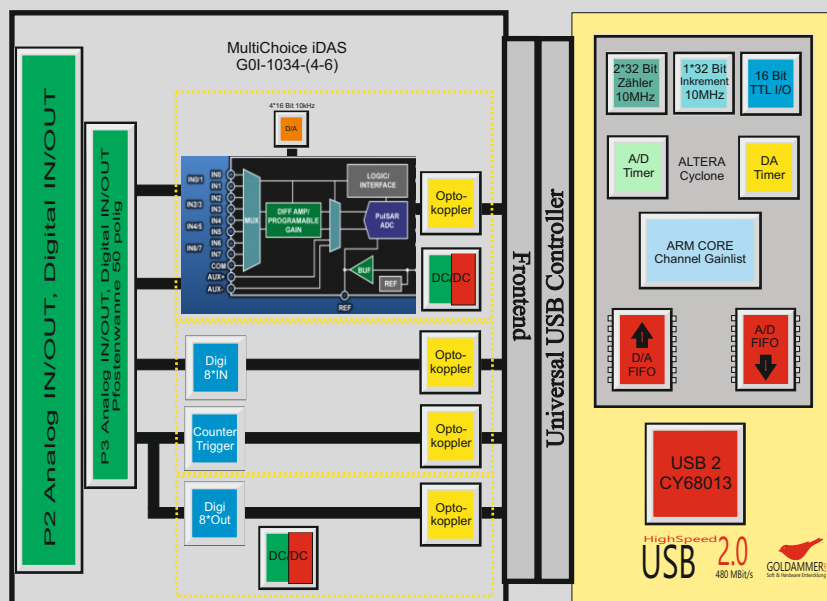 MultiChoice iDAS
G0I-1034-(4-6)
P2 Analog IN/OUT, Digital IN/OUT
P3 Analog IN/OUT, Digital IN/OUT
Pfostenwanne 50 polig
4*16 Bit 10kHz
D/A
IN0/1
IN2/3
IN4/5
IN6/7
IN0
IN1
IN2
IN3
IN4
IN5
IN6
IN7
COM
AUX+
AUX-
MUX
DIFF AMP/
PROGRAMABLE
GAIN
LOGIC/
INTERFACE
PulSAR
ADC
BUF
REF
REF
Opto-
koppler
DC/DC
Digi
8*IN
Opto-
koppler
Counter
Trigger
Opto-
koppler
Digi
8*Out
Opto-
koppler
DC/DC
Frontend
Universal USB Controller
2*32 Bit
Zähler
10MHz
1*32 Bit
Inkrement
10MHz
16 Bit
TTL I/O
A/D
Timer
ALTERA
Cyclone
DA
Timer
ARM CORE
Channel Gainlist
D/A
FIFO
A/D
FIFO
USB 2
CY68013
HighSpeed
USB 2.0
480 MBit/s
GOLDAMMER
Soft & Hardware Entwicklung